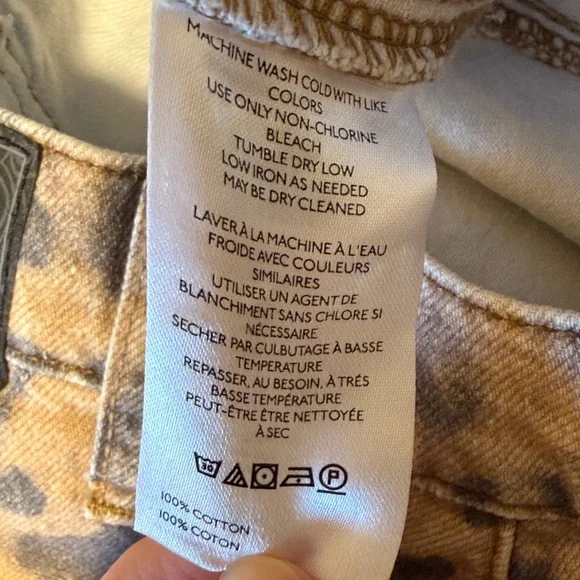 MACHINE WASH COLD WITH LIKE
COLORS
USE ONLY NON-CHLORINE
BLEACH
TUMBLE DRY LOW
LOW IRON AS NEEDED
MAY BE DRY CLEANED
LAVER À LA MACHINE À L'EAU
FROIDE AVEC COULEURS
SIMILAIRES
UTILISER UN AGENT DE
BLANCHIMENT SANS CHLORE SI
NÉCESSAIRE
SECHER PAR CULBUTAGE À BASSE
TEMPERATURE
REPASSER, AU BESOIN, À TRÉS
BASSE TEMPÉRATURE
PEUT-ÊTRE ÊTRE NETTOYÉE
À SEC
30 P
100% COTTON
100% COTON